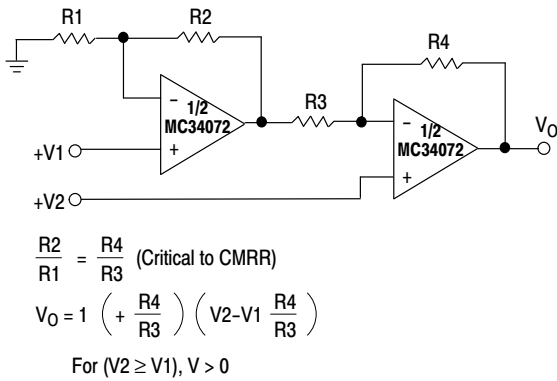 R1
R2
R4
R3
1/2
MC34072
1/2
MC34072
−
+
−
+
+V1
+V2
VO
R2/R1 = R4/R3 (Critical to CMRR)
VO = 1 ( + R4/R3 ) ( V2−V1 R4/R3 )
For (V2 ≥ V1), V > 0